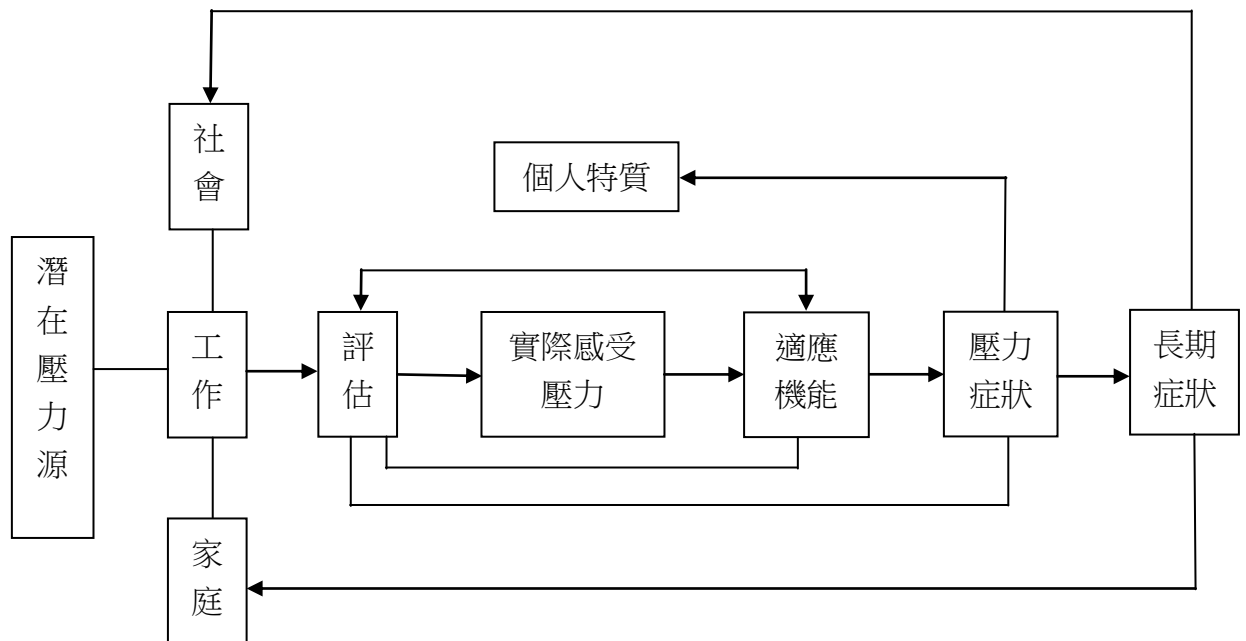 社會
個人特質
潛在壓力源
工作
評估
實際感受
壓力
適應
機能
壓力
症狀
長期
症狀
家庭